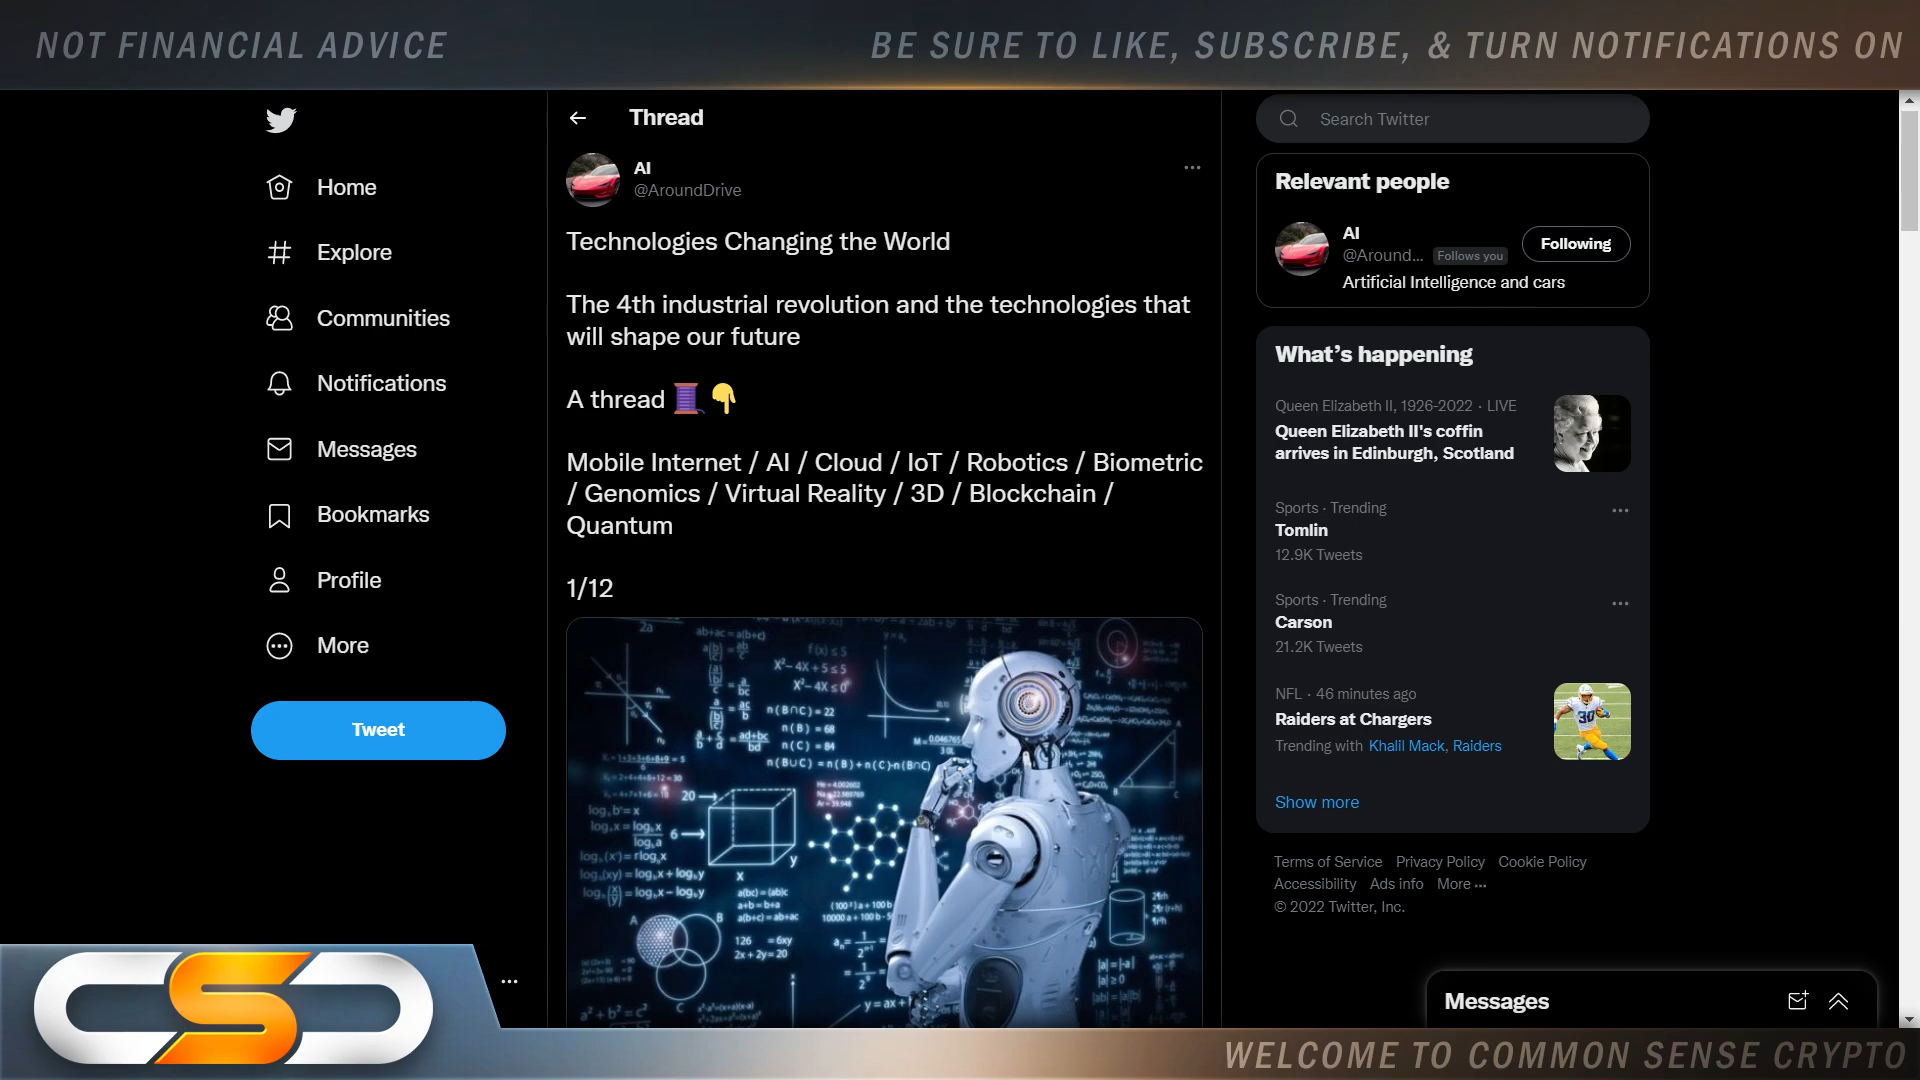 NOT FINANCIAL ADVICE
BE SURE TO LIKE, SUBSCRIBE, & TURN NOTIFICATIONS ON
Home
Explore
Communities
Notifications
Messages
Bookmarks
Profile
More
Tweet
Thread
AI
@AroundDrive
Technologies Changing the World
The 4th industrial revolution and the technologies that
will shape our future
A thread 🧵👇
Mobile Internet / AI / Cloud / IoT / Robotics / Biometric
/ Genomics / Virtual Reality / 3D / Blockchain /
Quantum
1/12
Search Twitter
Relevant people
AI
@Around... Follows you
Following
Artificial Intelligence and cars
What’s happening
Queen Elizabeth II, 1926-2022 · LIVE
Queen Elizabeth II's coffin
arrives in Edinburgh, Scotland
Sports · Trending
Tomlin
12.9K Tweets
Sports · Trending
Carson
21.2K Tweets
NFL · 46 minutes ago
Raiders at Chargers
Trending with Khalil Mack, Raiders
Show more
Terms of Service Privacy Policy Cookie Policy
Accessibility Ads info More ...
© 2022 Twitter, Inc.
Messages
CSC
WELCOME TO COMMON SENSE CRYPTO